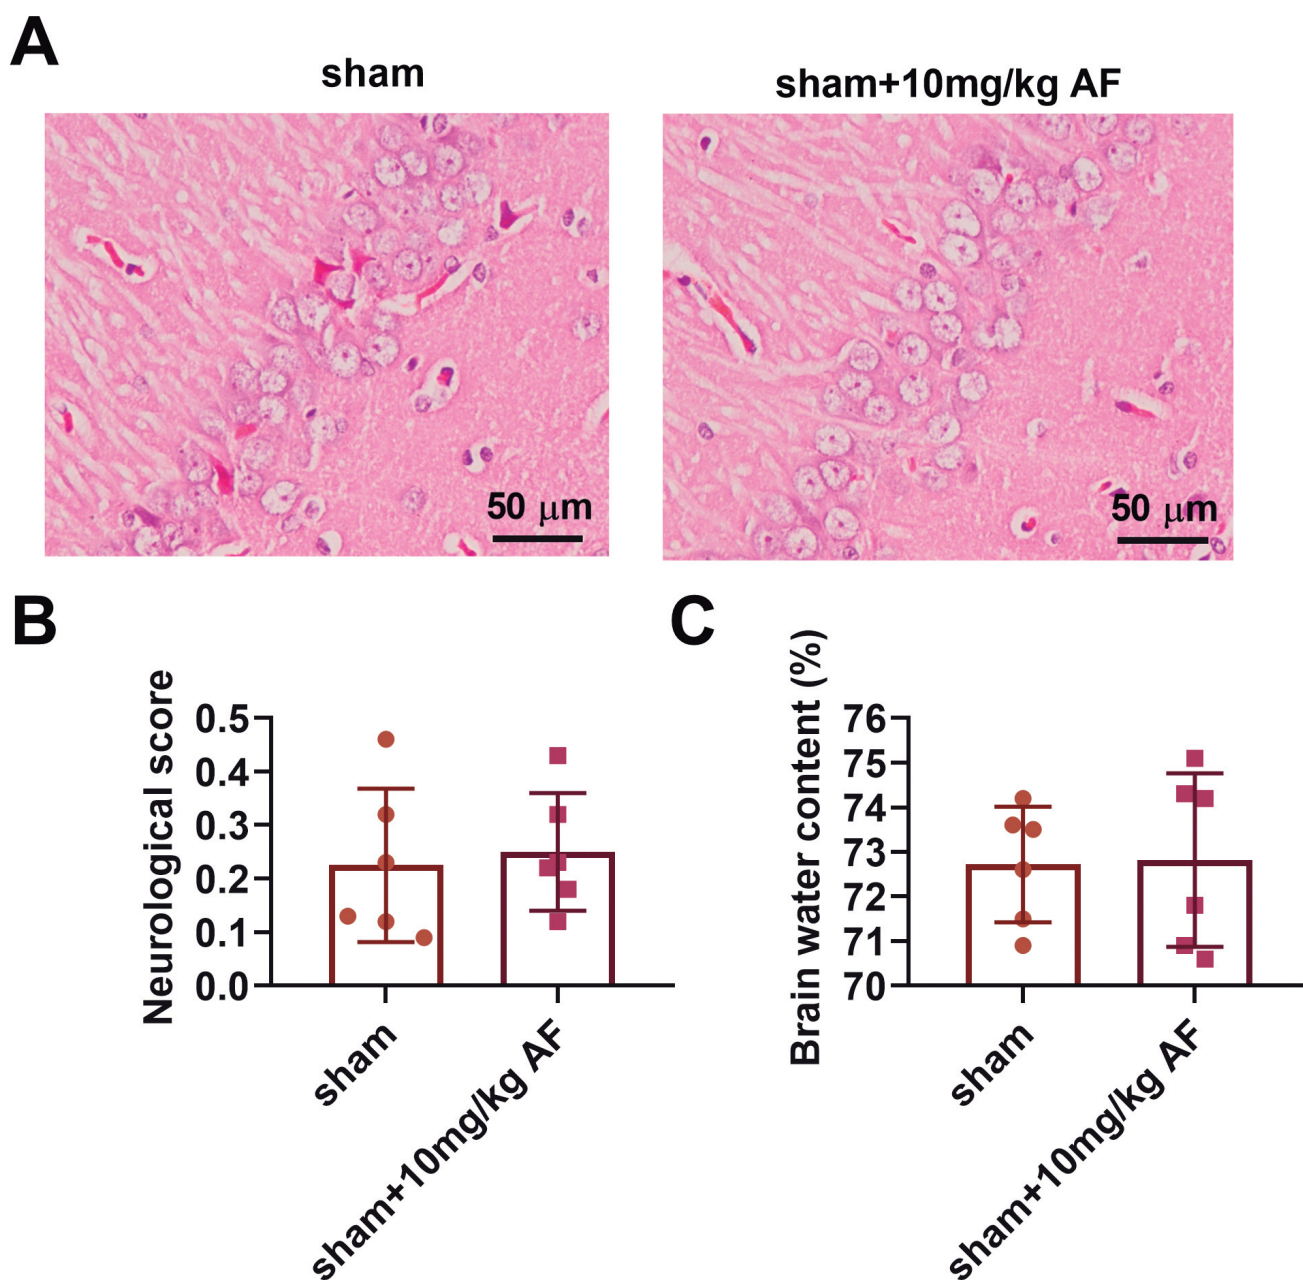 A
sham
sham+10mg/kg AF
50 μm
50 μm
B
Neurological score
0.5
0.4
0.3
0.2
0.1
0.0
sham
sham+10mg/kg AF
C
Brain water content (%)
76
75
74
73
72
71
70
sham
sham+10mg/kg AF